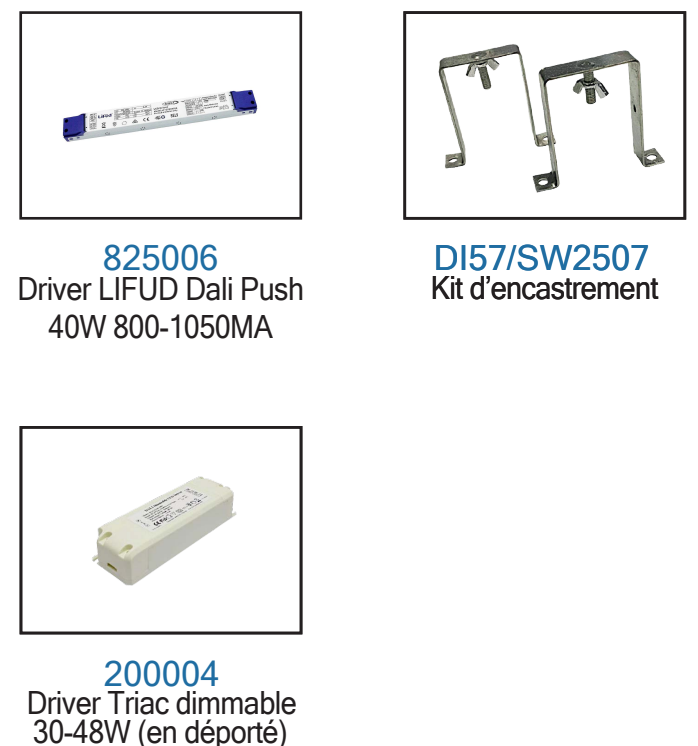 825006
Driver LIFUD Dali Push
40W 800-1050MA
DI57/SW2507
Kit d'encastrement
200004
Driver Triac dimmable
30-48W (en déporté)